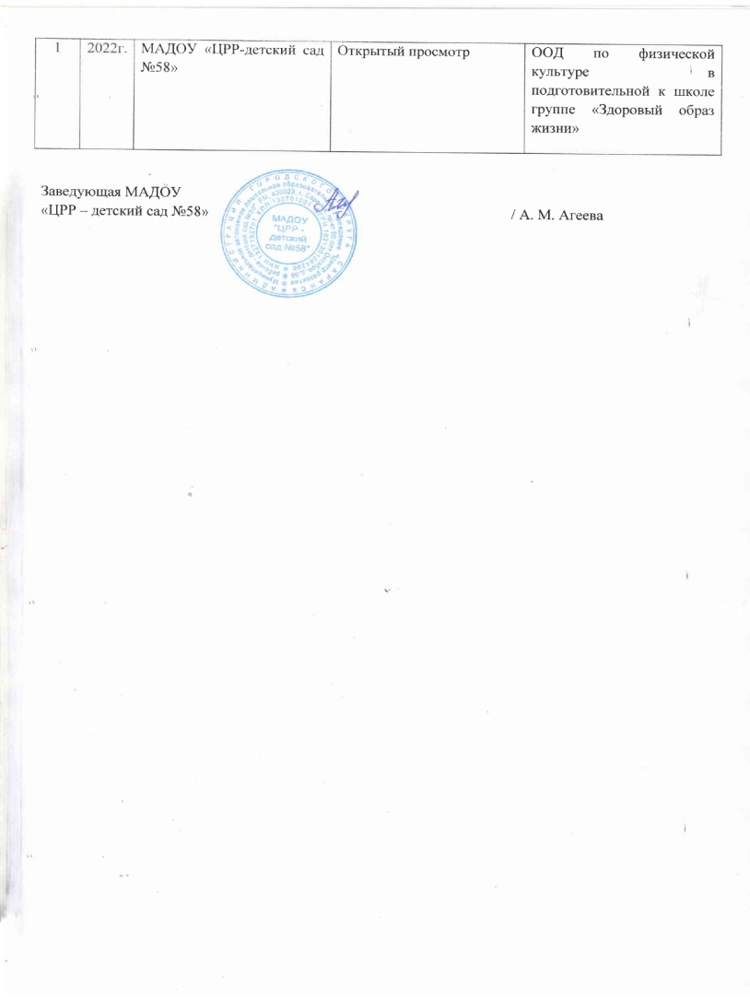 1 2022г. МАДОУ «ЦРР-детский сад Открытый просмотр ООД по физической
№58» культуре в
подготовительной к школе
группе «Здоровый образ
жизни»
Заведующая МАДОУ
«ЦРР – детский сад №58» / А. М. Агеева
МАДОУ
"ЦРР -
детский
сад №58"